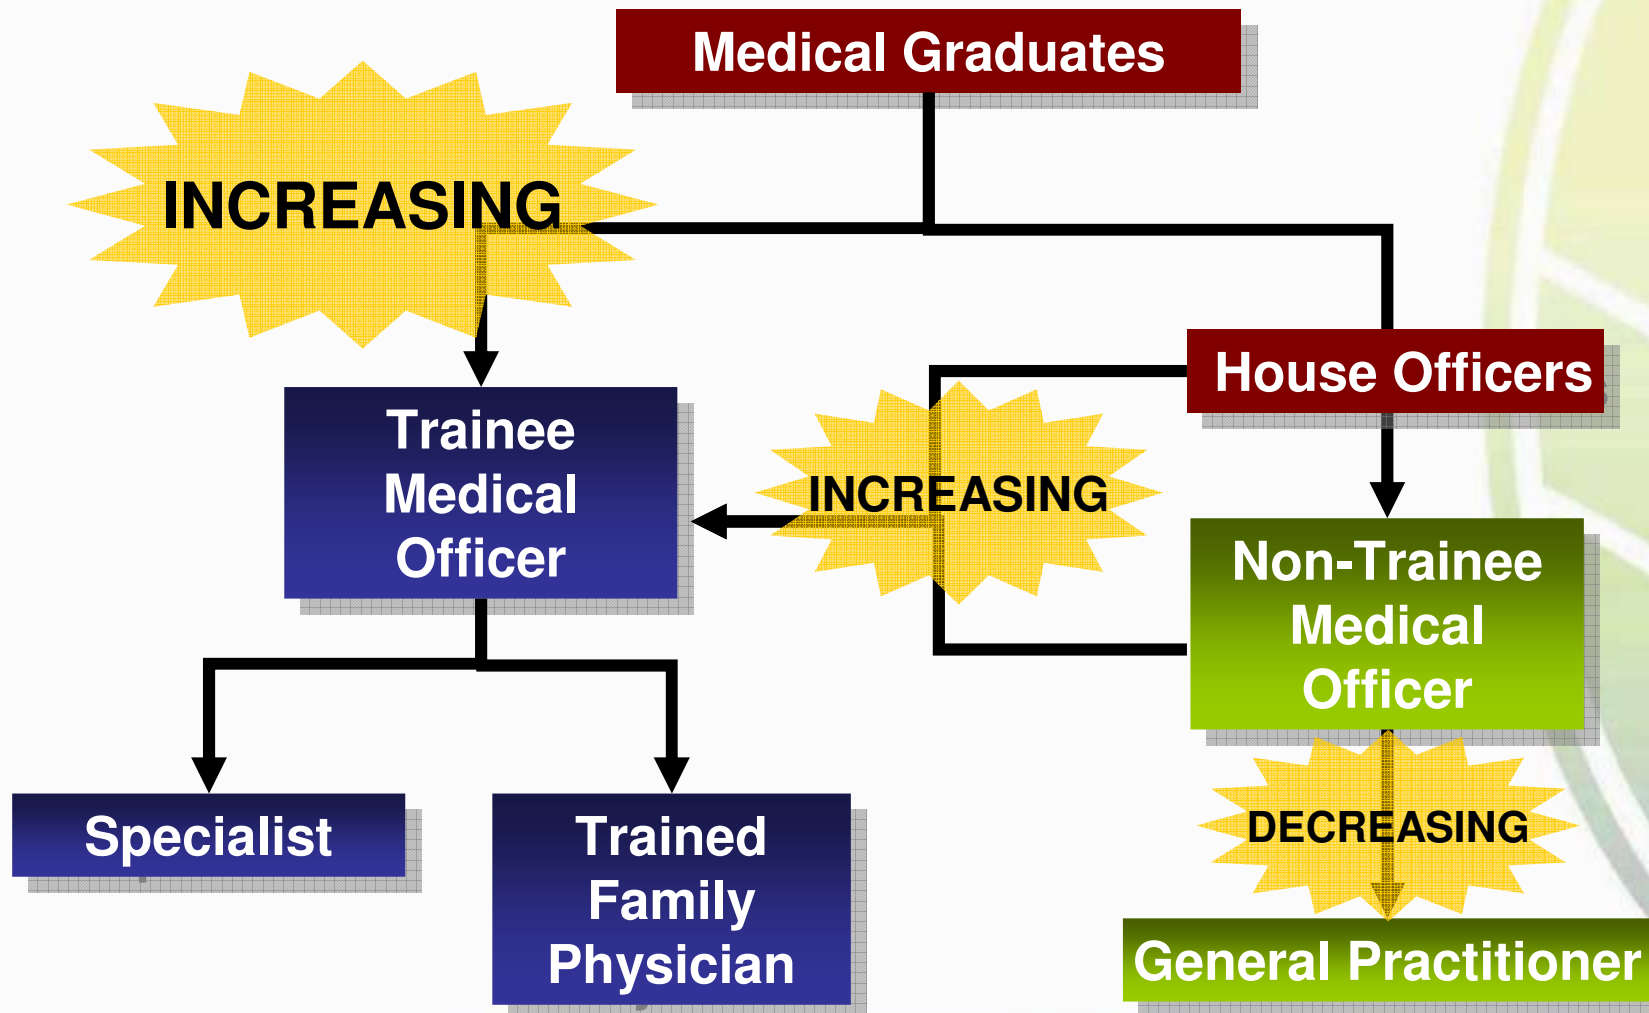 Medical Graduates
INCREASING
House Officers
Trainee
Medical
Officer
INCREASING
Non-Trainee
Medical
Officer
Specialist
Trained
Family
Physician
DECREASING
General Practitioner